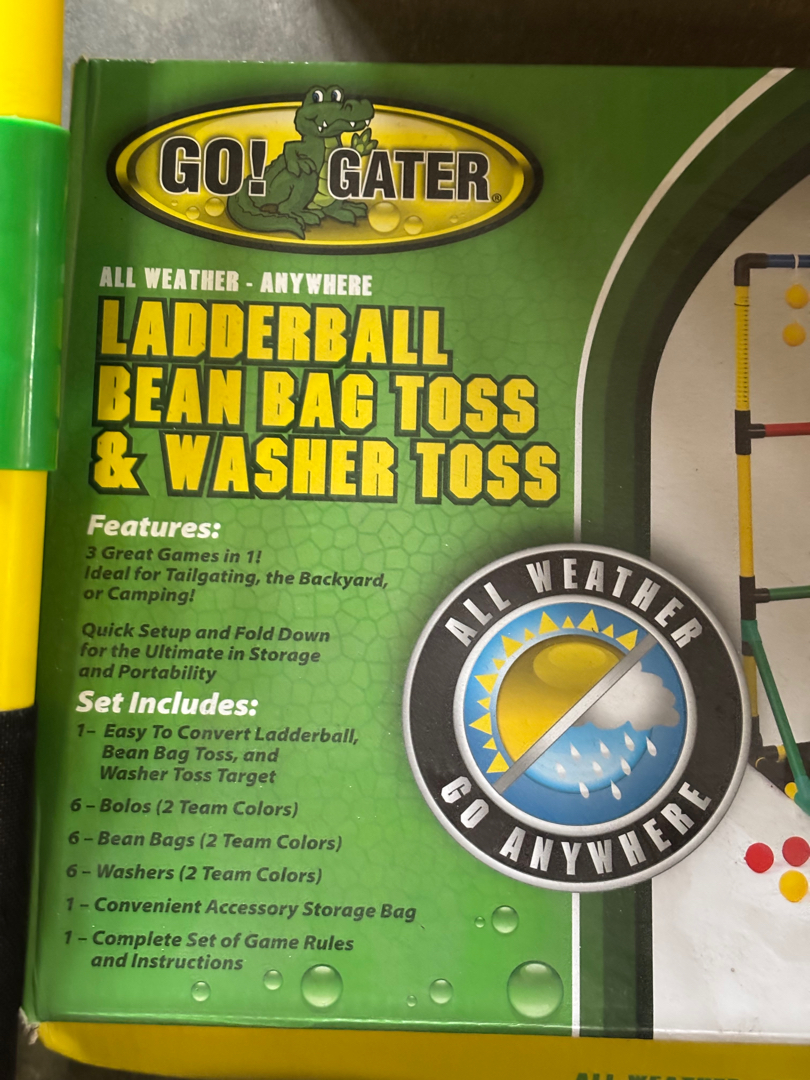 GO! GATER®
ALL WEATHER - ANYWHERE
LADDERBALL
BEAN BAG TOSS
& WASHER TOSS
Features:
3 Great Games in 1!
Ideal for Tailgating, the Backyard,
or Camping!
Quick Setup and Fold Down
for the Ultimate in Storage
and Portability
Set Includes:
1– Easy To Convert Ladderball,
Bean Bag Toss, and
Washer Toss Target
6 – Bolos (2 Team Colors)
6 – Bean Bags (2 Team Colors)
6 – Washers (2 Team Colors)
1 – Convenient Accessory Storage Bag
1 – Complete Set of Game Rules
and Instructions
ALL WEATHER
GO ANYWHERE